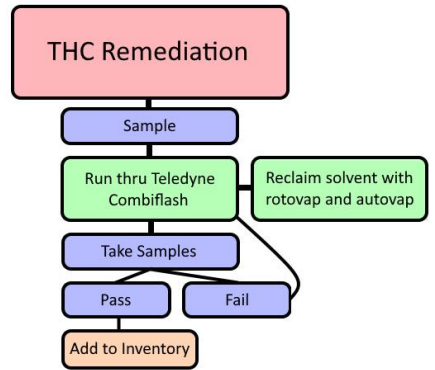 THC Remediation
Sample
Run thru Teledyne
Combiflash
Reclaim solvent with
rotovap and autovap
Take Samples
Pass
Fail
Add to Inventory